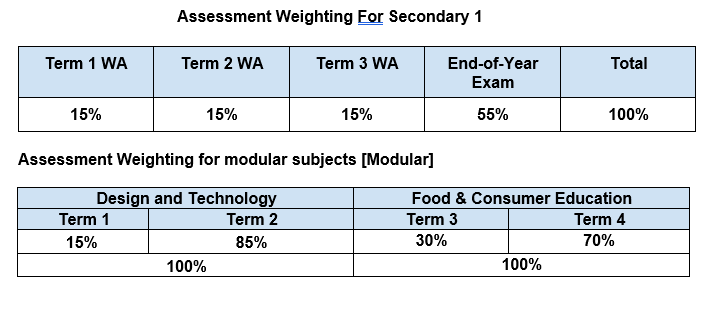 Assessment Weighting For Secondary 1
Term 1 WA Term 2 WA Term 3 WA End-of-Year Exam Total
15% 15% 15% 55% 100%
Assessment Weighting for modular subjects [Modular]
Design and Technology Food & Consumer Education
Term 1 Term 2 Term 3 Term 4
15% 85% 30% 70%
100% 100%